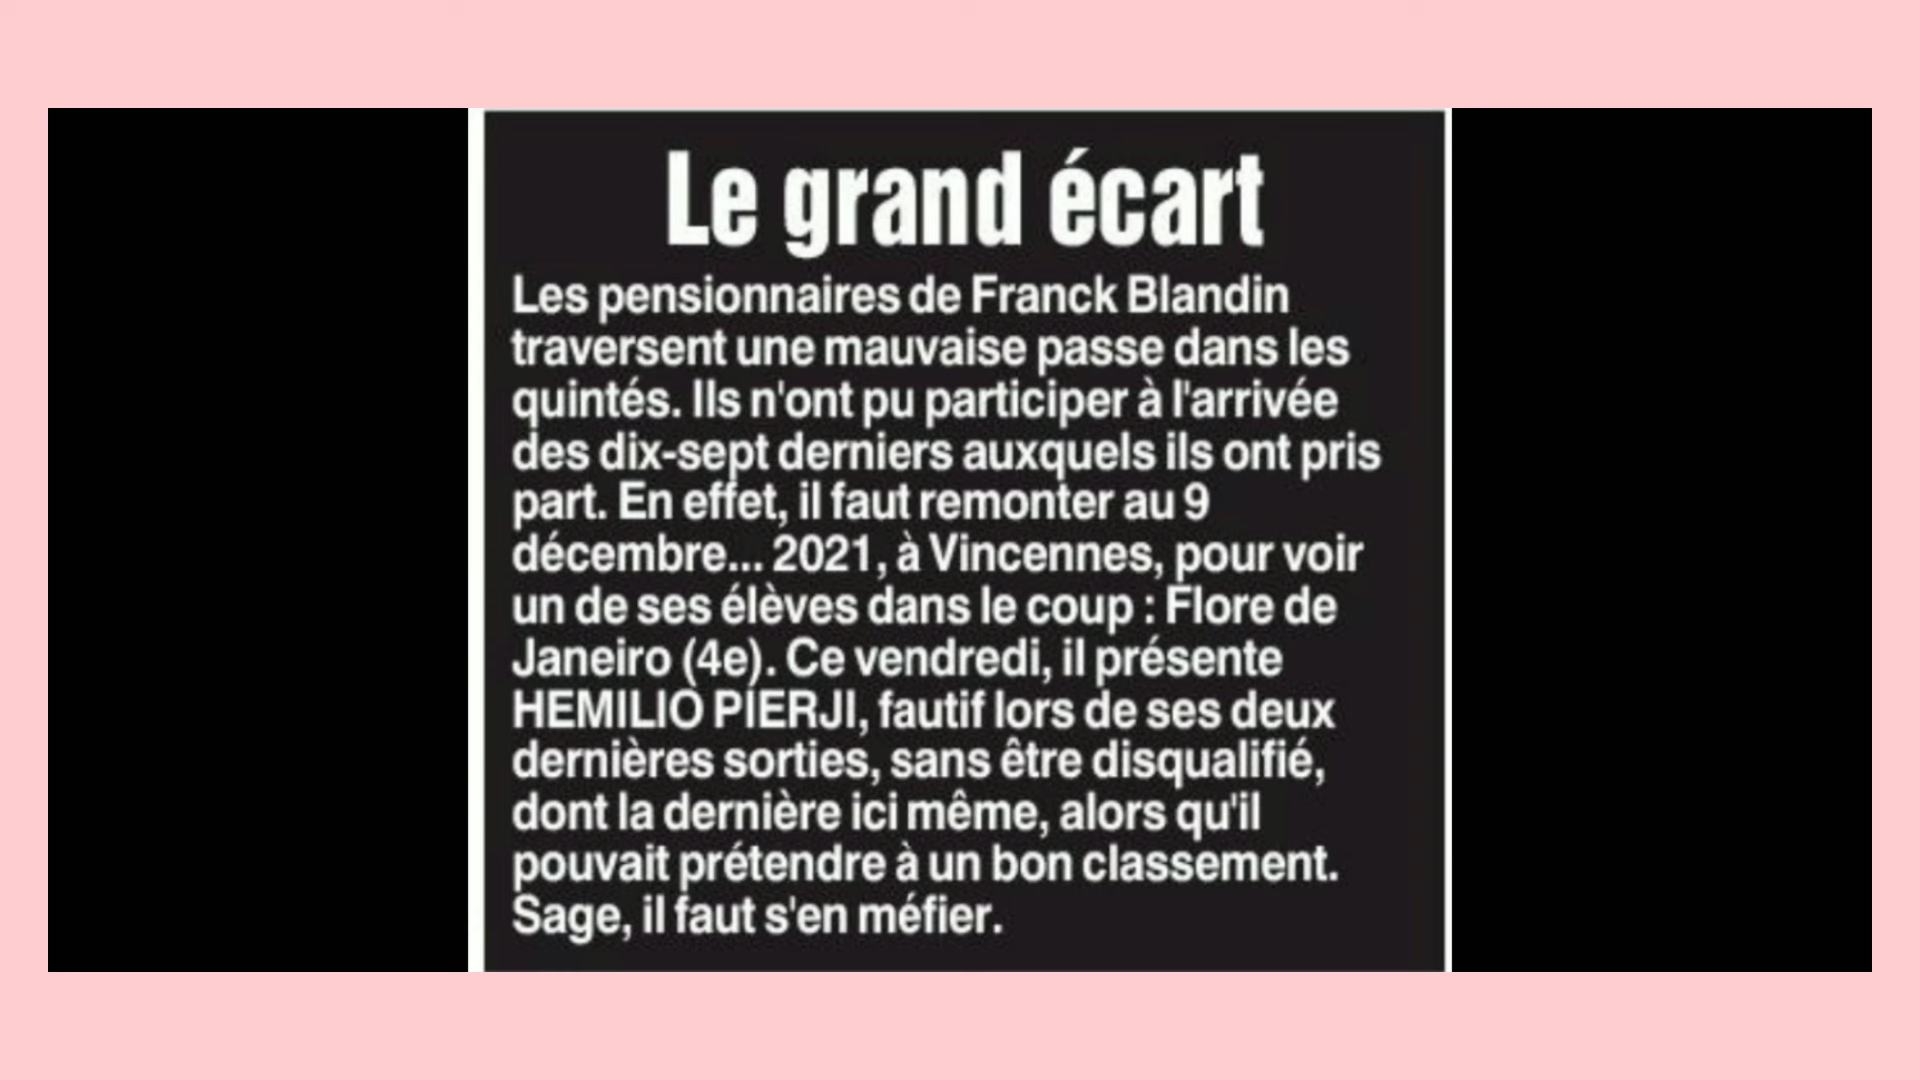 Le grand écart
Les pensionnaires de Franck Blandin
traversent une mauvaise passe dans les
quintés. Ils n'ont pu participer à l'arrivée
des dix-sept derniers auxquels ils ont pris
part. En effet, il faut remonter au 9
décembre... 2021, à Vincennes, pour voir
un de ses élèves dans le coup : Flore de
Janeiro (4e). Ce vendredi, il présente
HEMILIO PIERJI, fautif lors de ses deux
dernières sorties, sans être disqualifié,
dont la dernière ici même, alors qu'il
pouvait prétendre à un bon classement.
Sage, il faut s'en méfier.